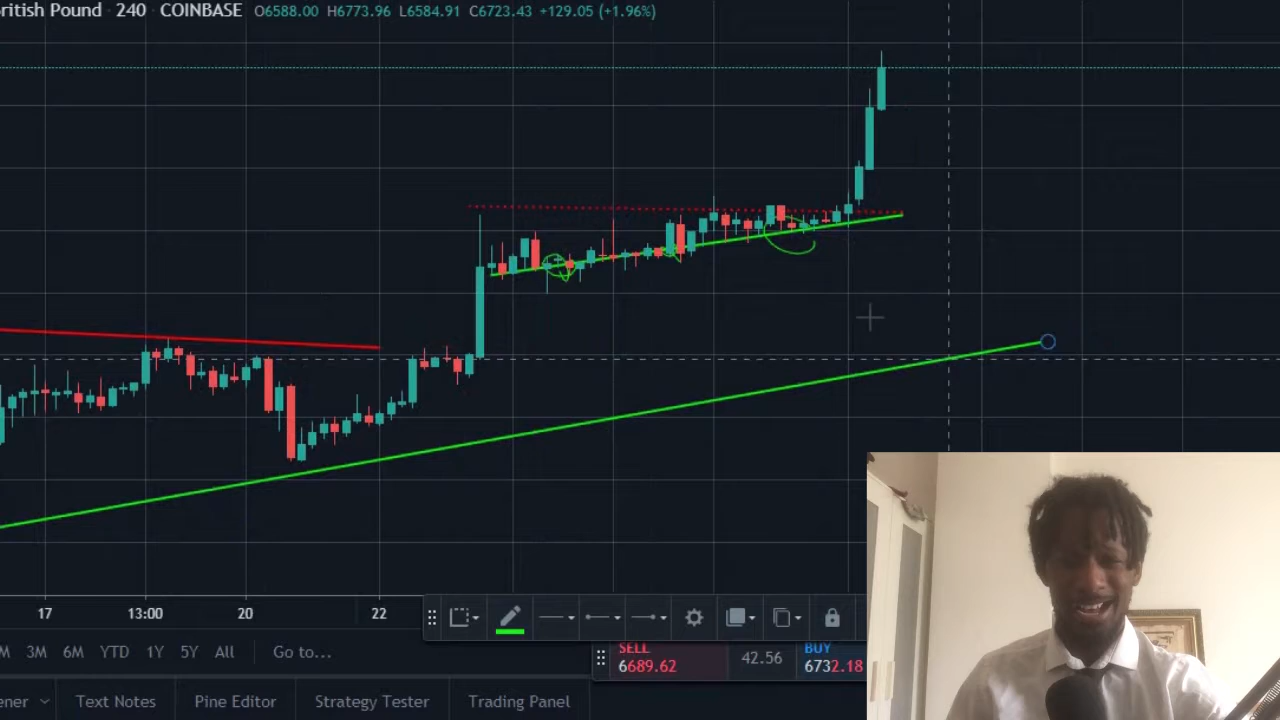 ritish Pound · 240 · COINBASE O6588.00 H6773.96 L6584.91 C6723.43 +129.05 (+1.96%)
17 13:00 20 22
M 3M 6M YTD 1Y 5Y All Go to...
SELL
6689.62
42.56
BUY
6732.18
ener Text Notes Pine Editor Strategy Tester Trading Panel